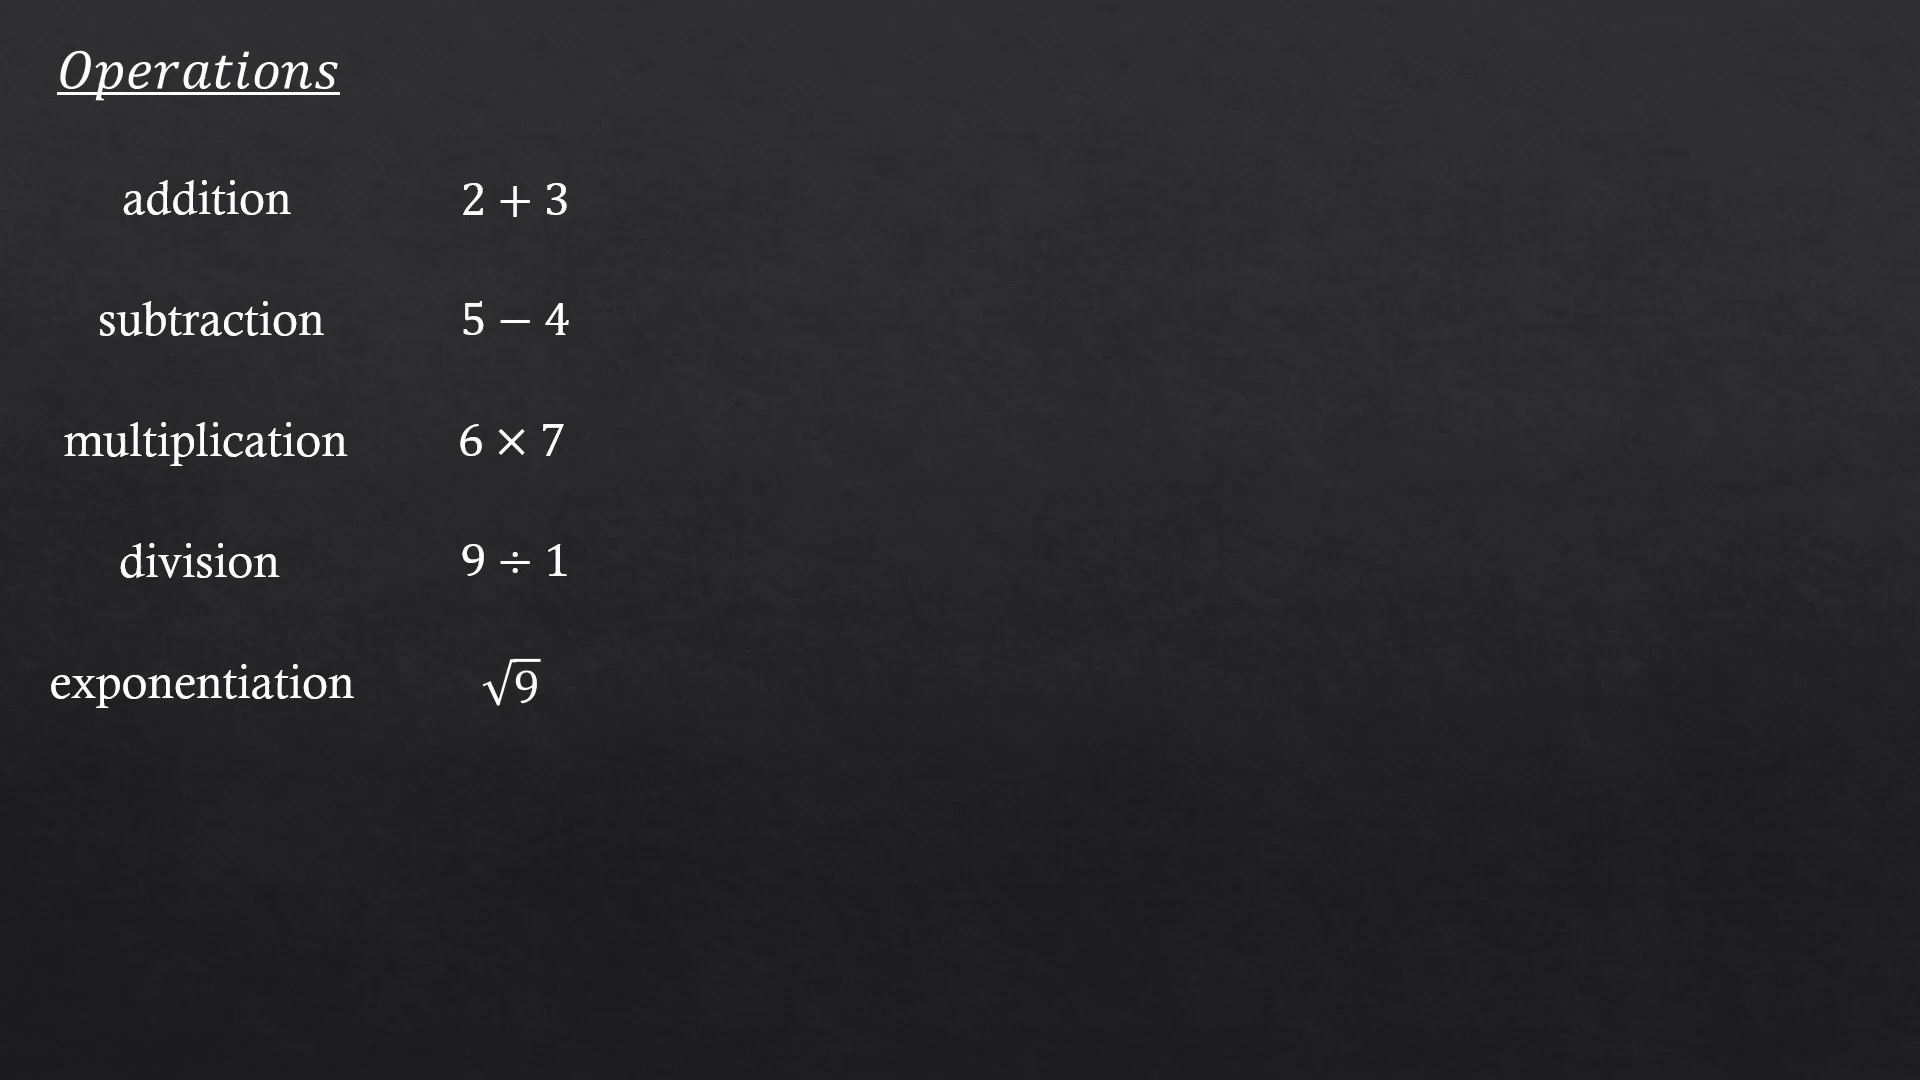 Operations
addition 2 + 3
subtraction 5 − 4
multiplication 6 × 7
division 9 ÷ 1
exponentiation √9